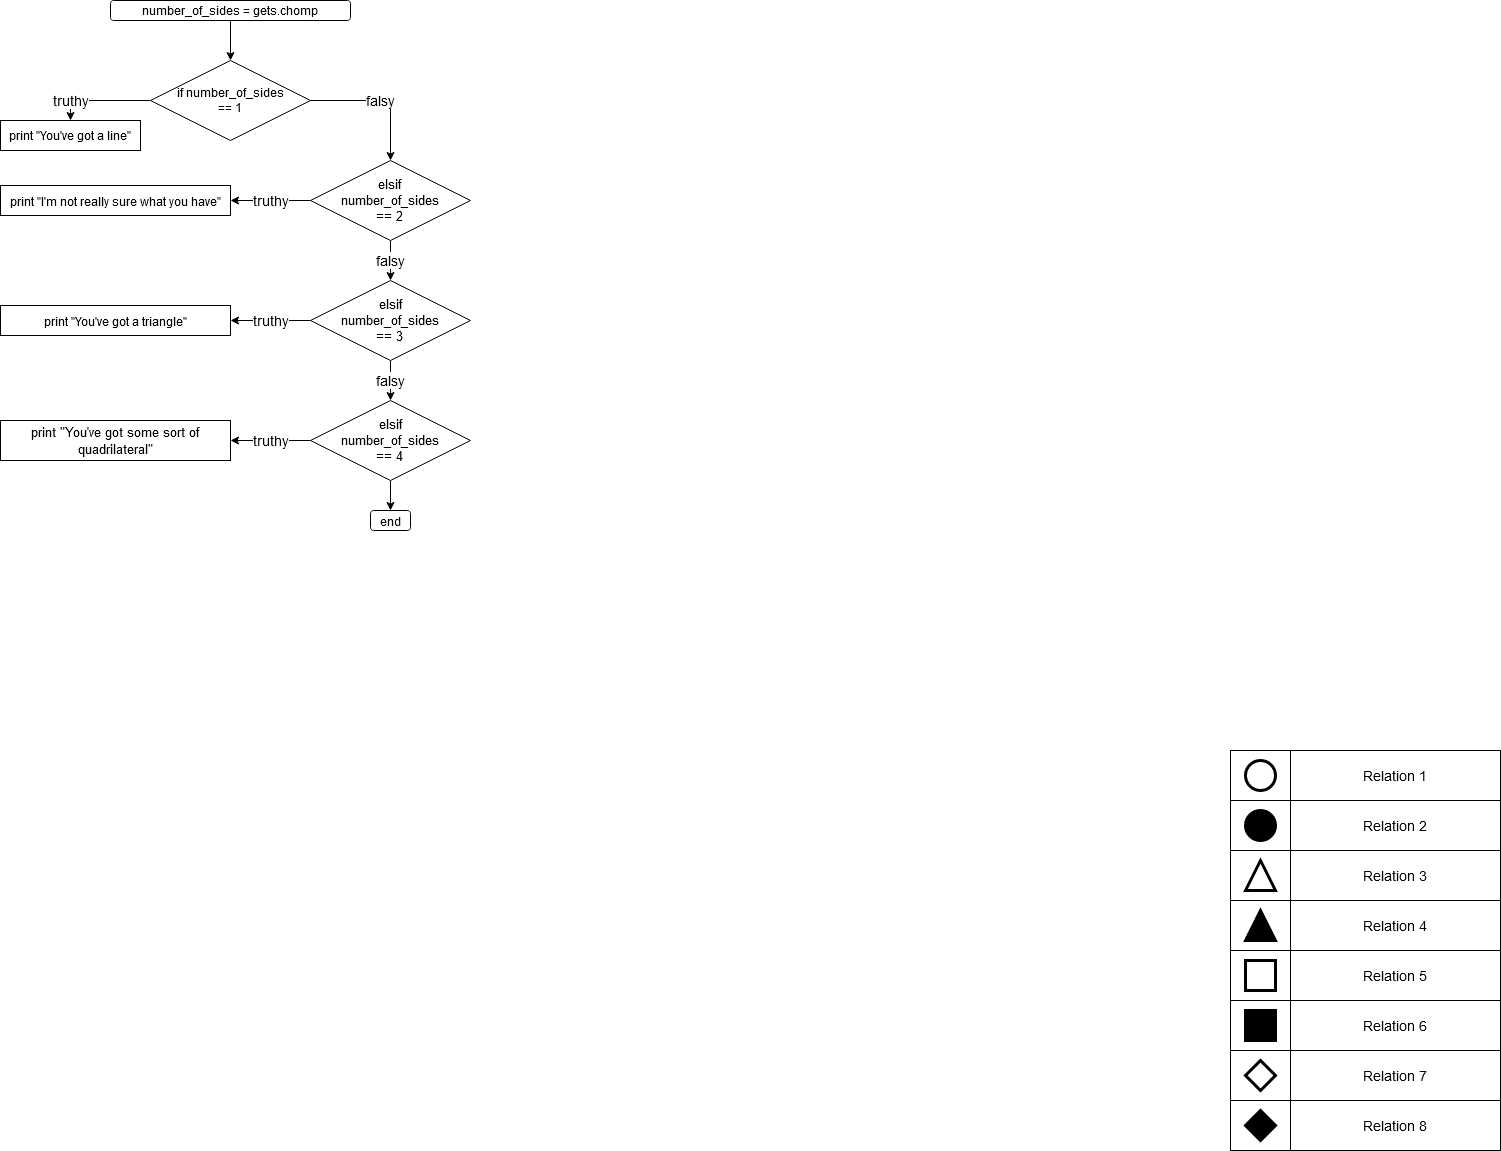 number_of_sides = gets.chomp
if number_of_sides
== 1
truthy
falsy
print "You've got a line"
elsif
number_of_sides
== 2
truthy
print "I'm not really sure what you have"
falsy
elsif
number_of_sides
== 3
truthy
print "You've got a triangle"
falsy
elsif
number_of_sides
== 4
truthy
print "You've got some sort of
quadrilateral"
end
Relation 1
Relation 2
Relation 3
Relation 4
Relation 5
Relation 6
Relation 7
Relation 8